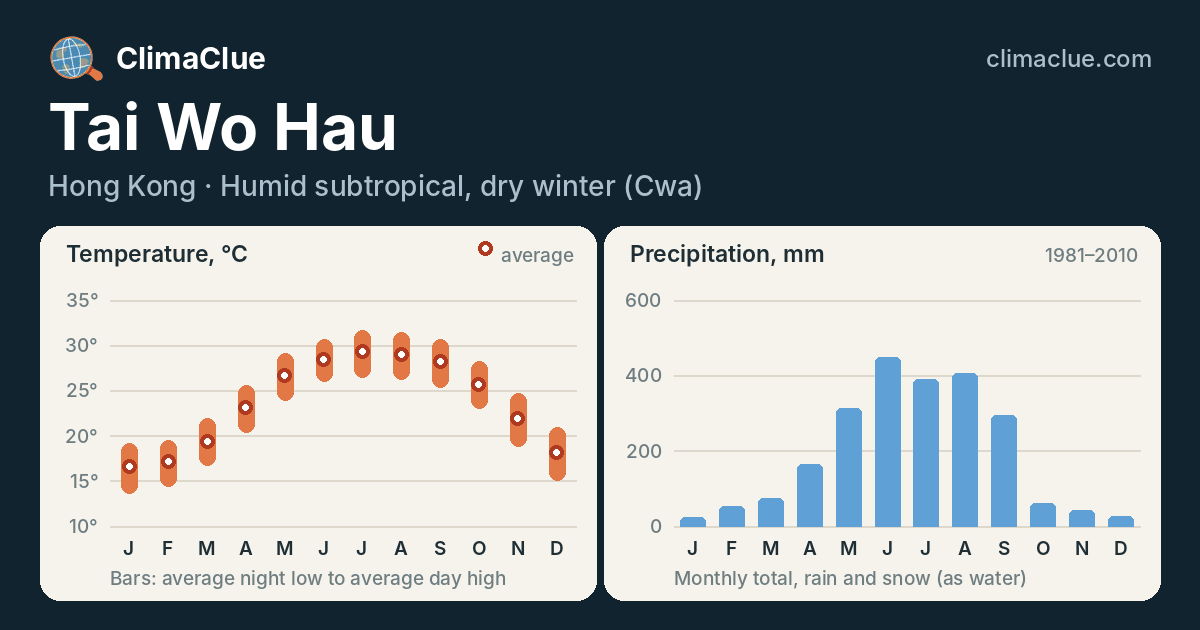 ClimaClue
climaclue.com
Tai Wo Hau
Hong Kong · Humid subtropical, dry winter (Cwa)
Temperature, °C
average
35°
30°
25°
20°
15°
10°
J F M A M J J A S O N D
Bars: average night low to average day high
Precipitation, mm
1981–2010
600
400
200
0
J F M A M J J A S O N D
Monthly total, rain and snow (as water)